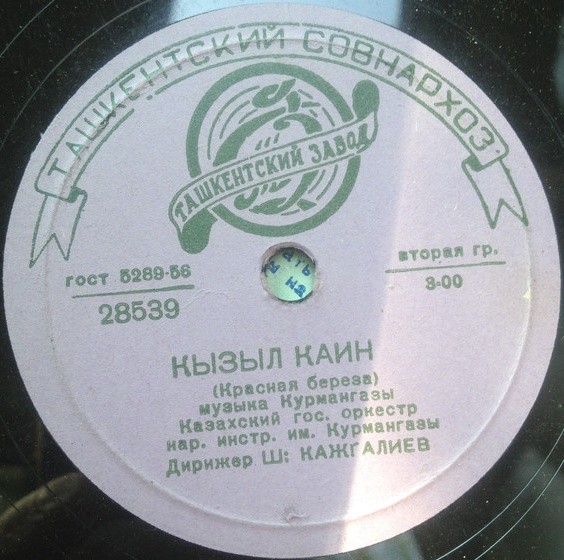 ТАШКЕНТСКИЙ СОВНАРХОЗ
ТАШКЕНТСКИЙ ЗАВОД
гост 5289-56
28539
вторая гр.
3-00
КЫЗЫЛ КАИН
(Красная береза)
музыка Курмангазы
Казахский гос. оркестр
нар. инстр. им. Курмангазы
Дирижер Ш: КАЖГАЛИЕВ